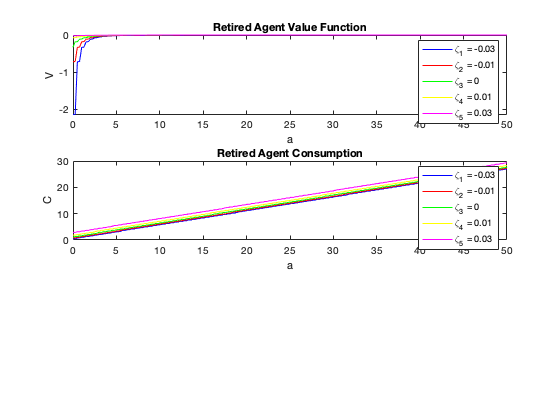 Retired Agent Value Function
0
-1
-2
V
0 5 10 15 20 25 30 35 40 45 50
a
ζ1 = -0.03
ζ2 = -0.01
ζ3 = 0
ζ4 = 0.01
ζ5 = 0.03
Retired Agent Consumption
30
20
10
0
C
0 5 10 15 20 25 30 35 40 45 50
a
ζ1 = -0.03
ζ2 = -0.01
ζ3 = 0
ζ4 = 0.01
ζ5 = 0.03